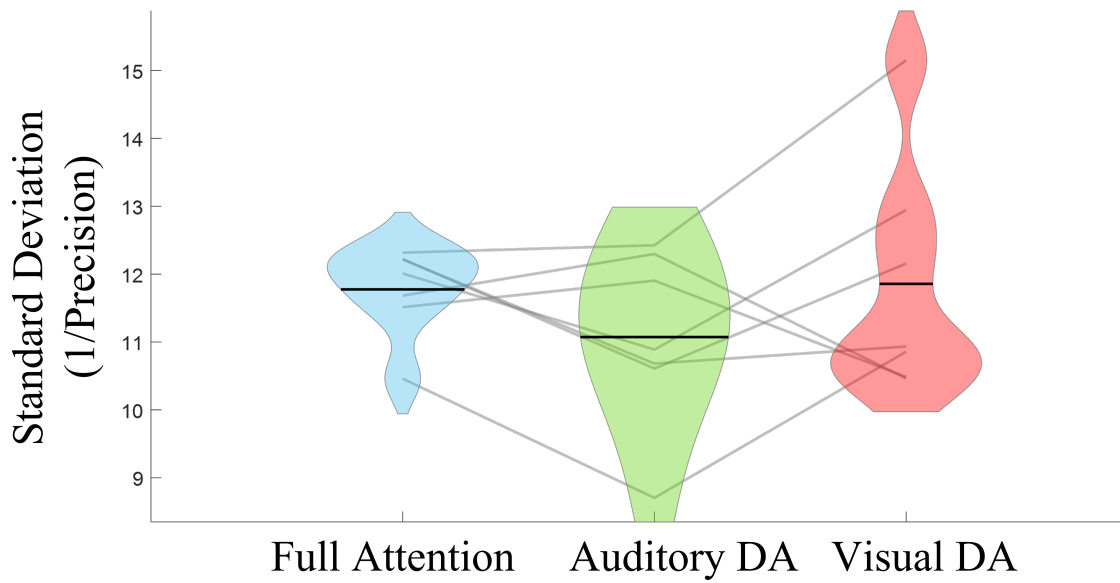 Standard Deviation
(1/Precision)
15
14
13
12
11
10
9
Full Attention
Auditory DA
Visual DA